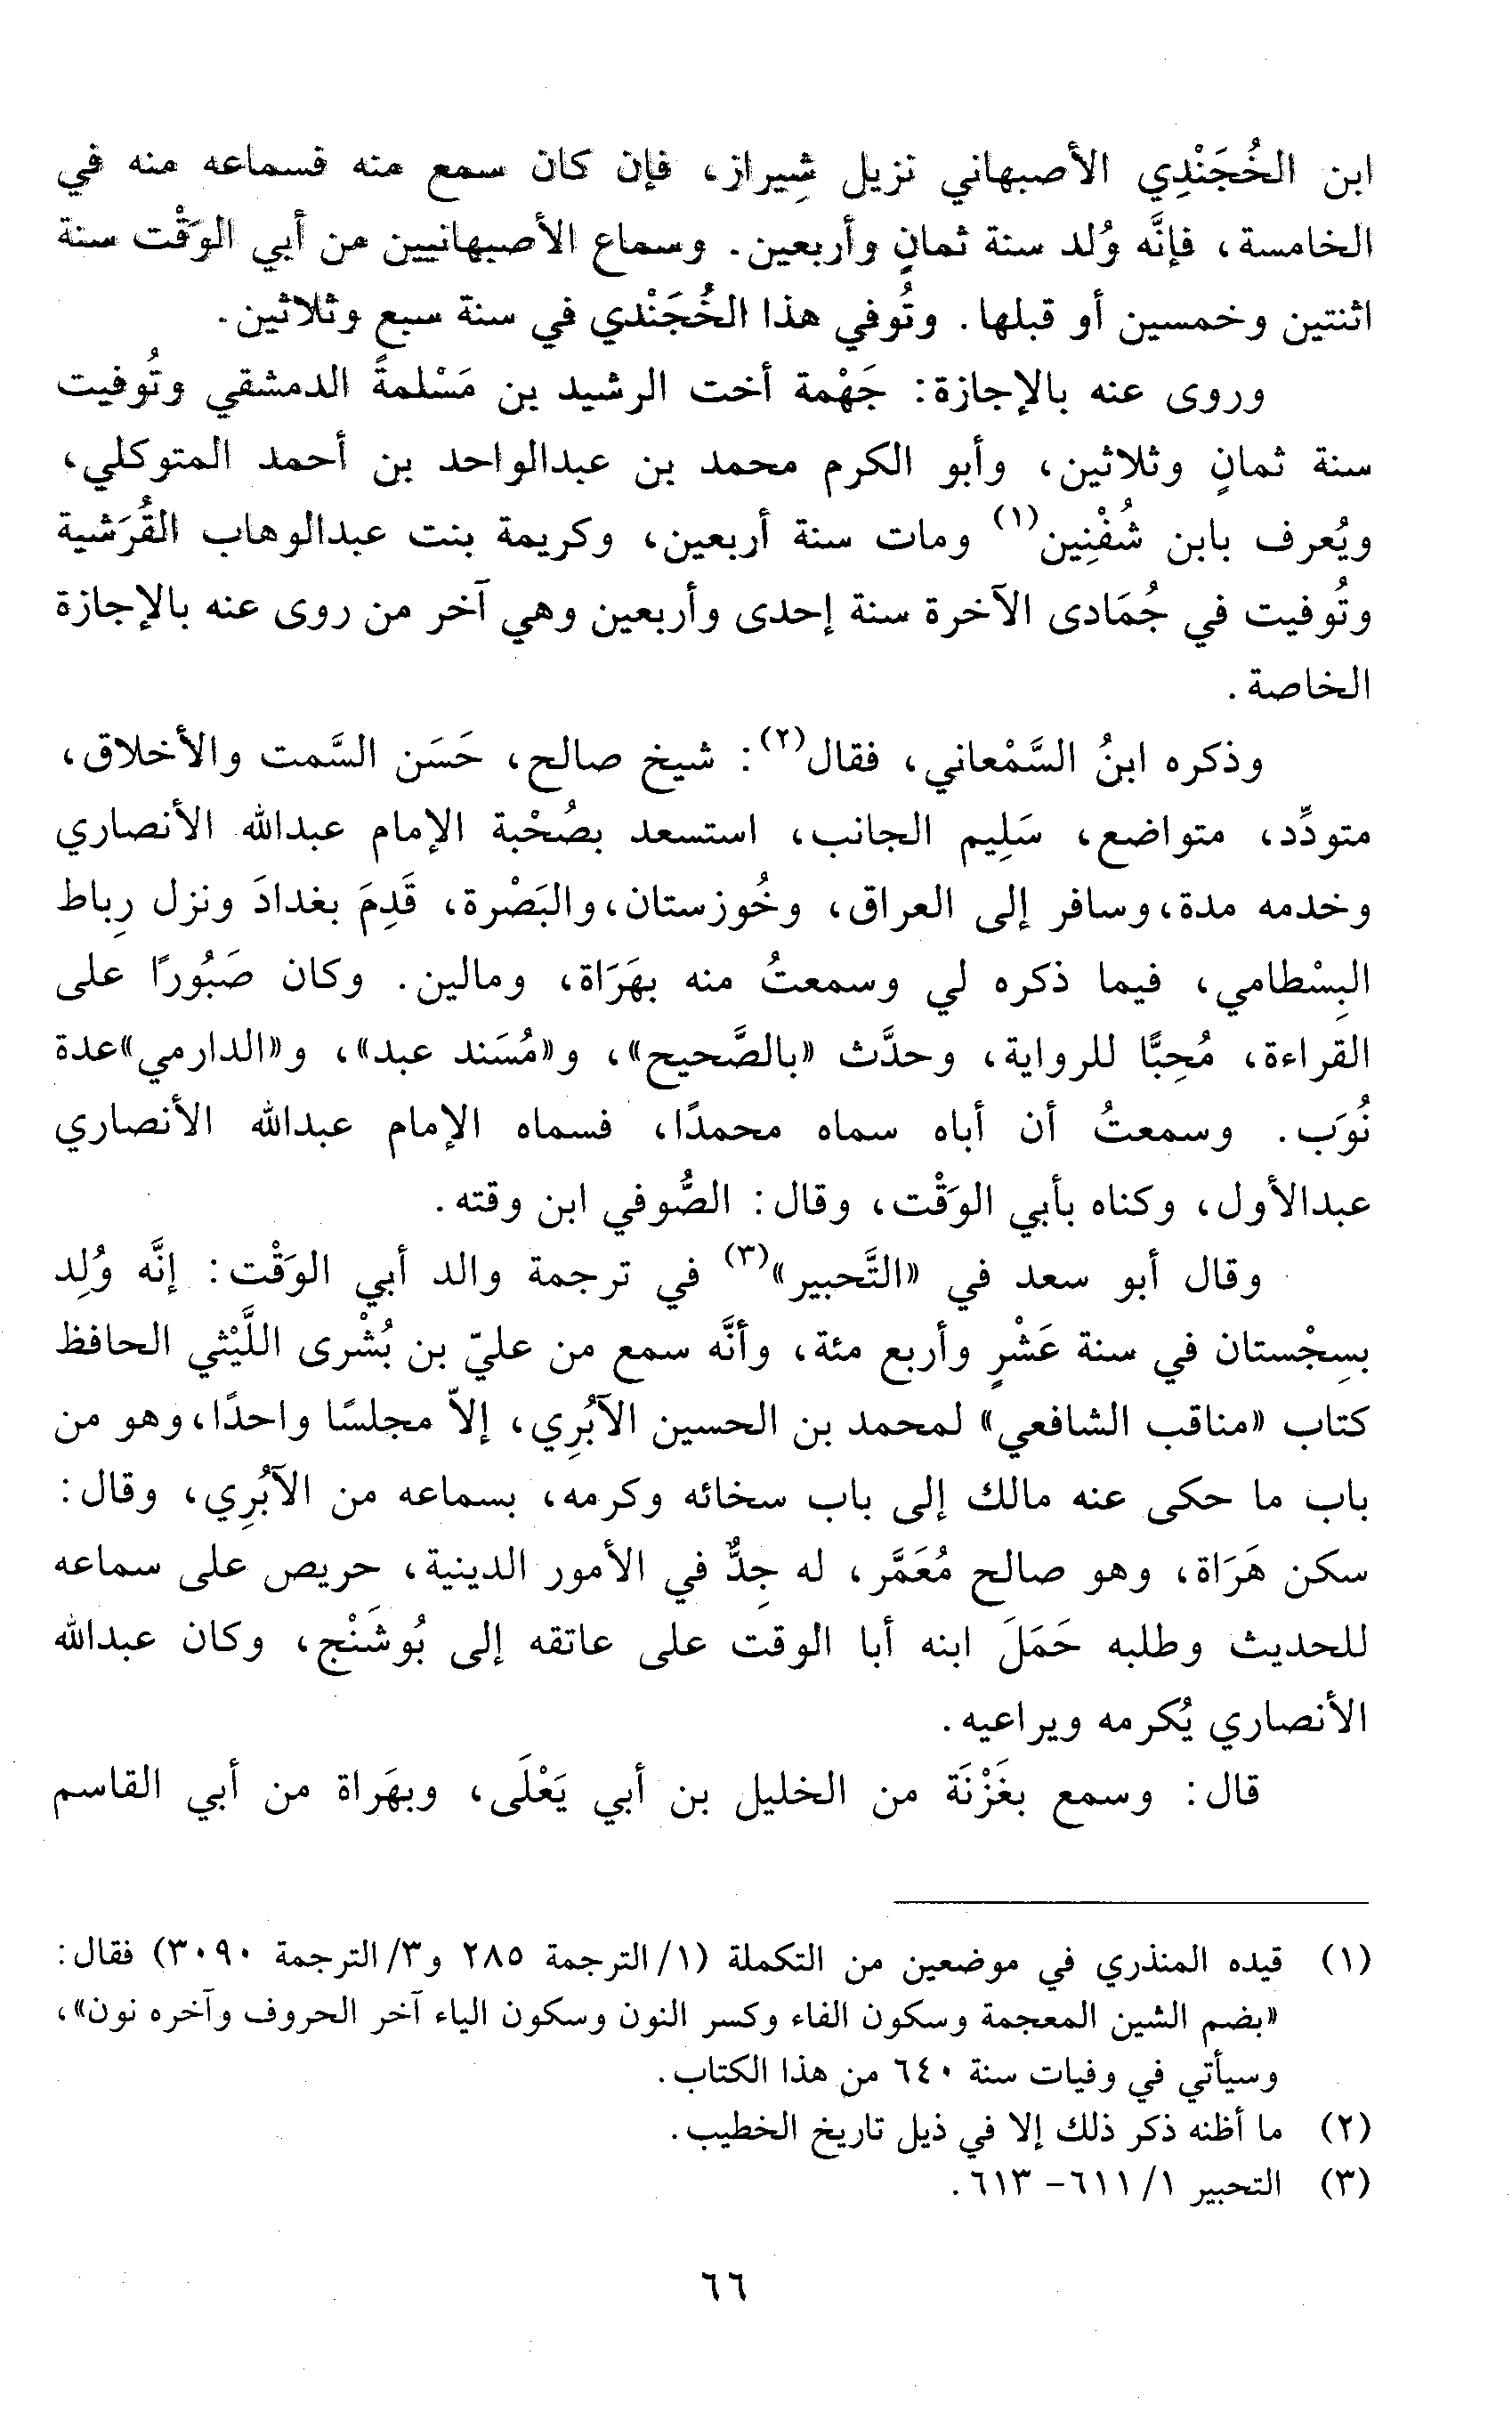 ابن الخُجَنْدِي الأصبهاني نزيل شِيراز، فإن كان سمع منه فسماعه منه في
الخامسة، فإنَّه وُلد سنة ثمانٍ وأربعين. وسماع الأصبهانيين من أبي الوَقْت سنة
اثنتين وخمسين أو قبلها. وتُوفي هذا الخُجَنْدي في سنة سبع وثلاثين.
وروى عنه بالإجازة: جَهْمة أخت الرشيد بن مَسْلمةَ الدمشقي وتُوفيت
سنة ثمانٍ وثلاثين، وأبو الكرم محمد بن عبدالواحد بن أحمد المتوكلي،
ويُعرف بابن شُفْنِين(١) ومات سنة أربعين، وكريمة بنت عبدالوهاب القُرَشية
وتُوفيت في جُمَادى الآخرة سنة إحدى وأربعين وهي آخر من روى عنه بالإجازة
الخاصة.
وذكره ابنُ السَّمْعاني، فقال(٢): شيخ صالح، حَسَن السَّمت والأخلاق،
متودِّد، متواضع، سَلِيم الجانب، استسعد بصُحْبة الإمام عبدالله الأنصاري
وخدمه مدة،وسافر إلى العراق، وخُوزستان،والبَصْرة، قَدِمَ بغدادَ ونزل رِباط
البِسْطامي، فيما ذكره لي وسمعتُ منه بهَرَاة، ومالين. وكان صَبُورًا على
القراءة، مُحِبًّا للرواية، وحدَّث «بالصَّحيح»، و«مُسَند عبد»، و«الدارمي»عدة
نُوَب. وسمعتُ أن أباه سماه محمدًا، فسماه الإمام عبدالله الأنصاري
عبدالأول، وكناه بأبي الوَقْت، وقال: الصُّوفي ابن وقته.
وقال أبو سعد في «التَّحبير»(٣) في ترجمة والد أبي الوَقْت: إنَّه وُلِد
بسِجْستان في سنة عَشْرٍ وأربع مئة، وأنَّه سمع من عليّ بن بُشْرى اللَّيْثي الحافظ
كتاب «مناقب الشافعي» لمحمد بن الحسين الآبُرِي، إلاّ مجلسًا واحدًا،وهو من
باب ما حكى عنه مالك إلى باب سخائه وكرمه، بسماعه من الآبُرِي، وقال:
سكن هَرَاة، وهو صالح مُعَمَّر، له جِدٌّ في الأمور الدينية، حريص على سماعه
للحديث وطلبه حَمَلَ ابنه أبا الوقت على عاتقه إلى بُوشَنْج، وكان عبدالله
الأنصاري يُكرمه ويراعيه.
قال: وسمع بغَزْنَة من الخليل بن أبي يَعْلَى، وبهَراة من أبي القاسم
(١) قيده المنذري في موضعين من التكملة (١/ الترجمة ٢٨٥ و٣/ الترجمة ٣٠٩٠) فقال:
«بضم الشين المعجمة وسكون الفاء وكسر النون وسكون الياء آخر الحروف وآخره نون»،
وسيأتي في وفيات سنة ٦٤٠ من هذا الكتاب.
(٢) ما أظنه ذكر ذلك إلا في ذيل تاريخ الخطيب.
(٣) التحبير ١/ ٦١١- ٦١٣.
٦٦